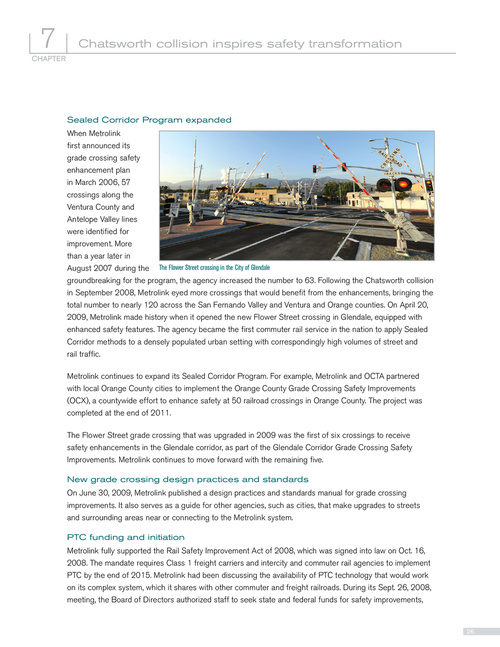 7
CHAPTER
Chatsworth collision inspires safety transformation
Sealed Corridor Program expanded
When Metrolink
first announced its
grade crossing safety
enhancement plan
in March 2006, 57
crossings along the
Ventura County and
Antelope Valley lines
were identified for
improvement. More
than a year later in
August 2007 during the
The Flower Street crossing in the City of Glendale
groundbreaking for the program, the agency increased the number to 63. Following the Chatsworth collision
in September 2008, Metrolink eyed more crossings that would benefit from the enhancements, bringing the
total number to nearly 120 across the San Fernando Valley and Ventura and Orange counties. On April 20,
2009, Metrolink made history when it opened the new Flower Street crossing in Glendale, equipped with
enhanced safety features. The agency became the first commuter rail service in the nation to apply Sealed
Corridor methods to a densely populated urban setting with correspondingly high volumes of street and
rail traffic.
Metrolink continues to expand its Sealed Corridor Program. For example, Metrolink and OCTA partnered
with local Orange County cities to implement the Orange County Grade Crossing Safety Improvements
(OCX), a countywide effort to enhance safety at 50 railroad crossings in Orange County. The project was
completed at the end of 2011.
The Flower Street grade crossing that was upgraded in 2009 was the first of six crossings to receive
safety enhancements in the Glendale corridor, as part of the Glendale Corridor Grade Crossing Safety
Improvements. Metrolink continues to move forward with the remaining five.
New grade crossing design practices and standards
On June 30, 2009, Metrolink published a design practices and standards manual for grade crossing
improvements. It also serves as a guide for other agencies, such as cities, that make upgrades to streets
and surrounding areas near or connecting to the Metrolink system.
PTC funding and initiation
Metrolink fully supported the Rail Safety Improvement Act of 2008, which was signed into law on Oct. 16,
2008. The mandate requires Class 1 freight carriers and intercity and commuter rail agencies to implement
PTC by the end of 2015. Metrolink had been discussing the availability of PTC technology that would work
on its complex system, which it shares with other commuter and freight railroads. During its Sept. 26, 2008,
meeting, the Board of Directors authorized staff to seek state and federal funds for safety improvements,
26